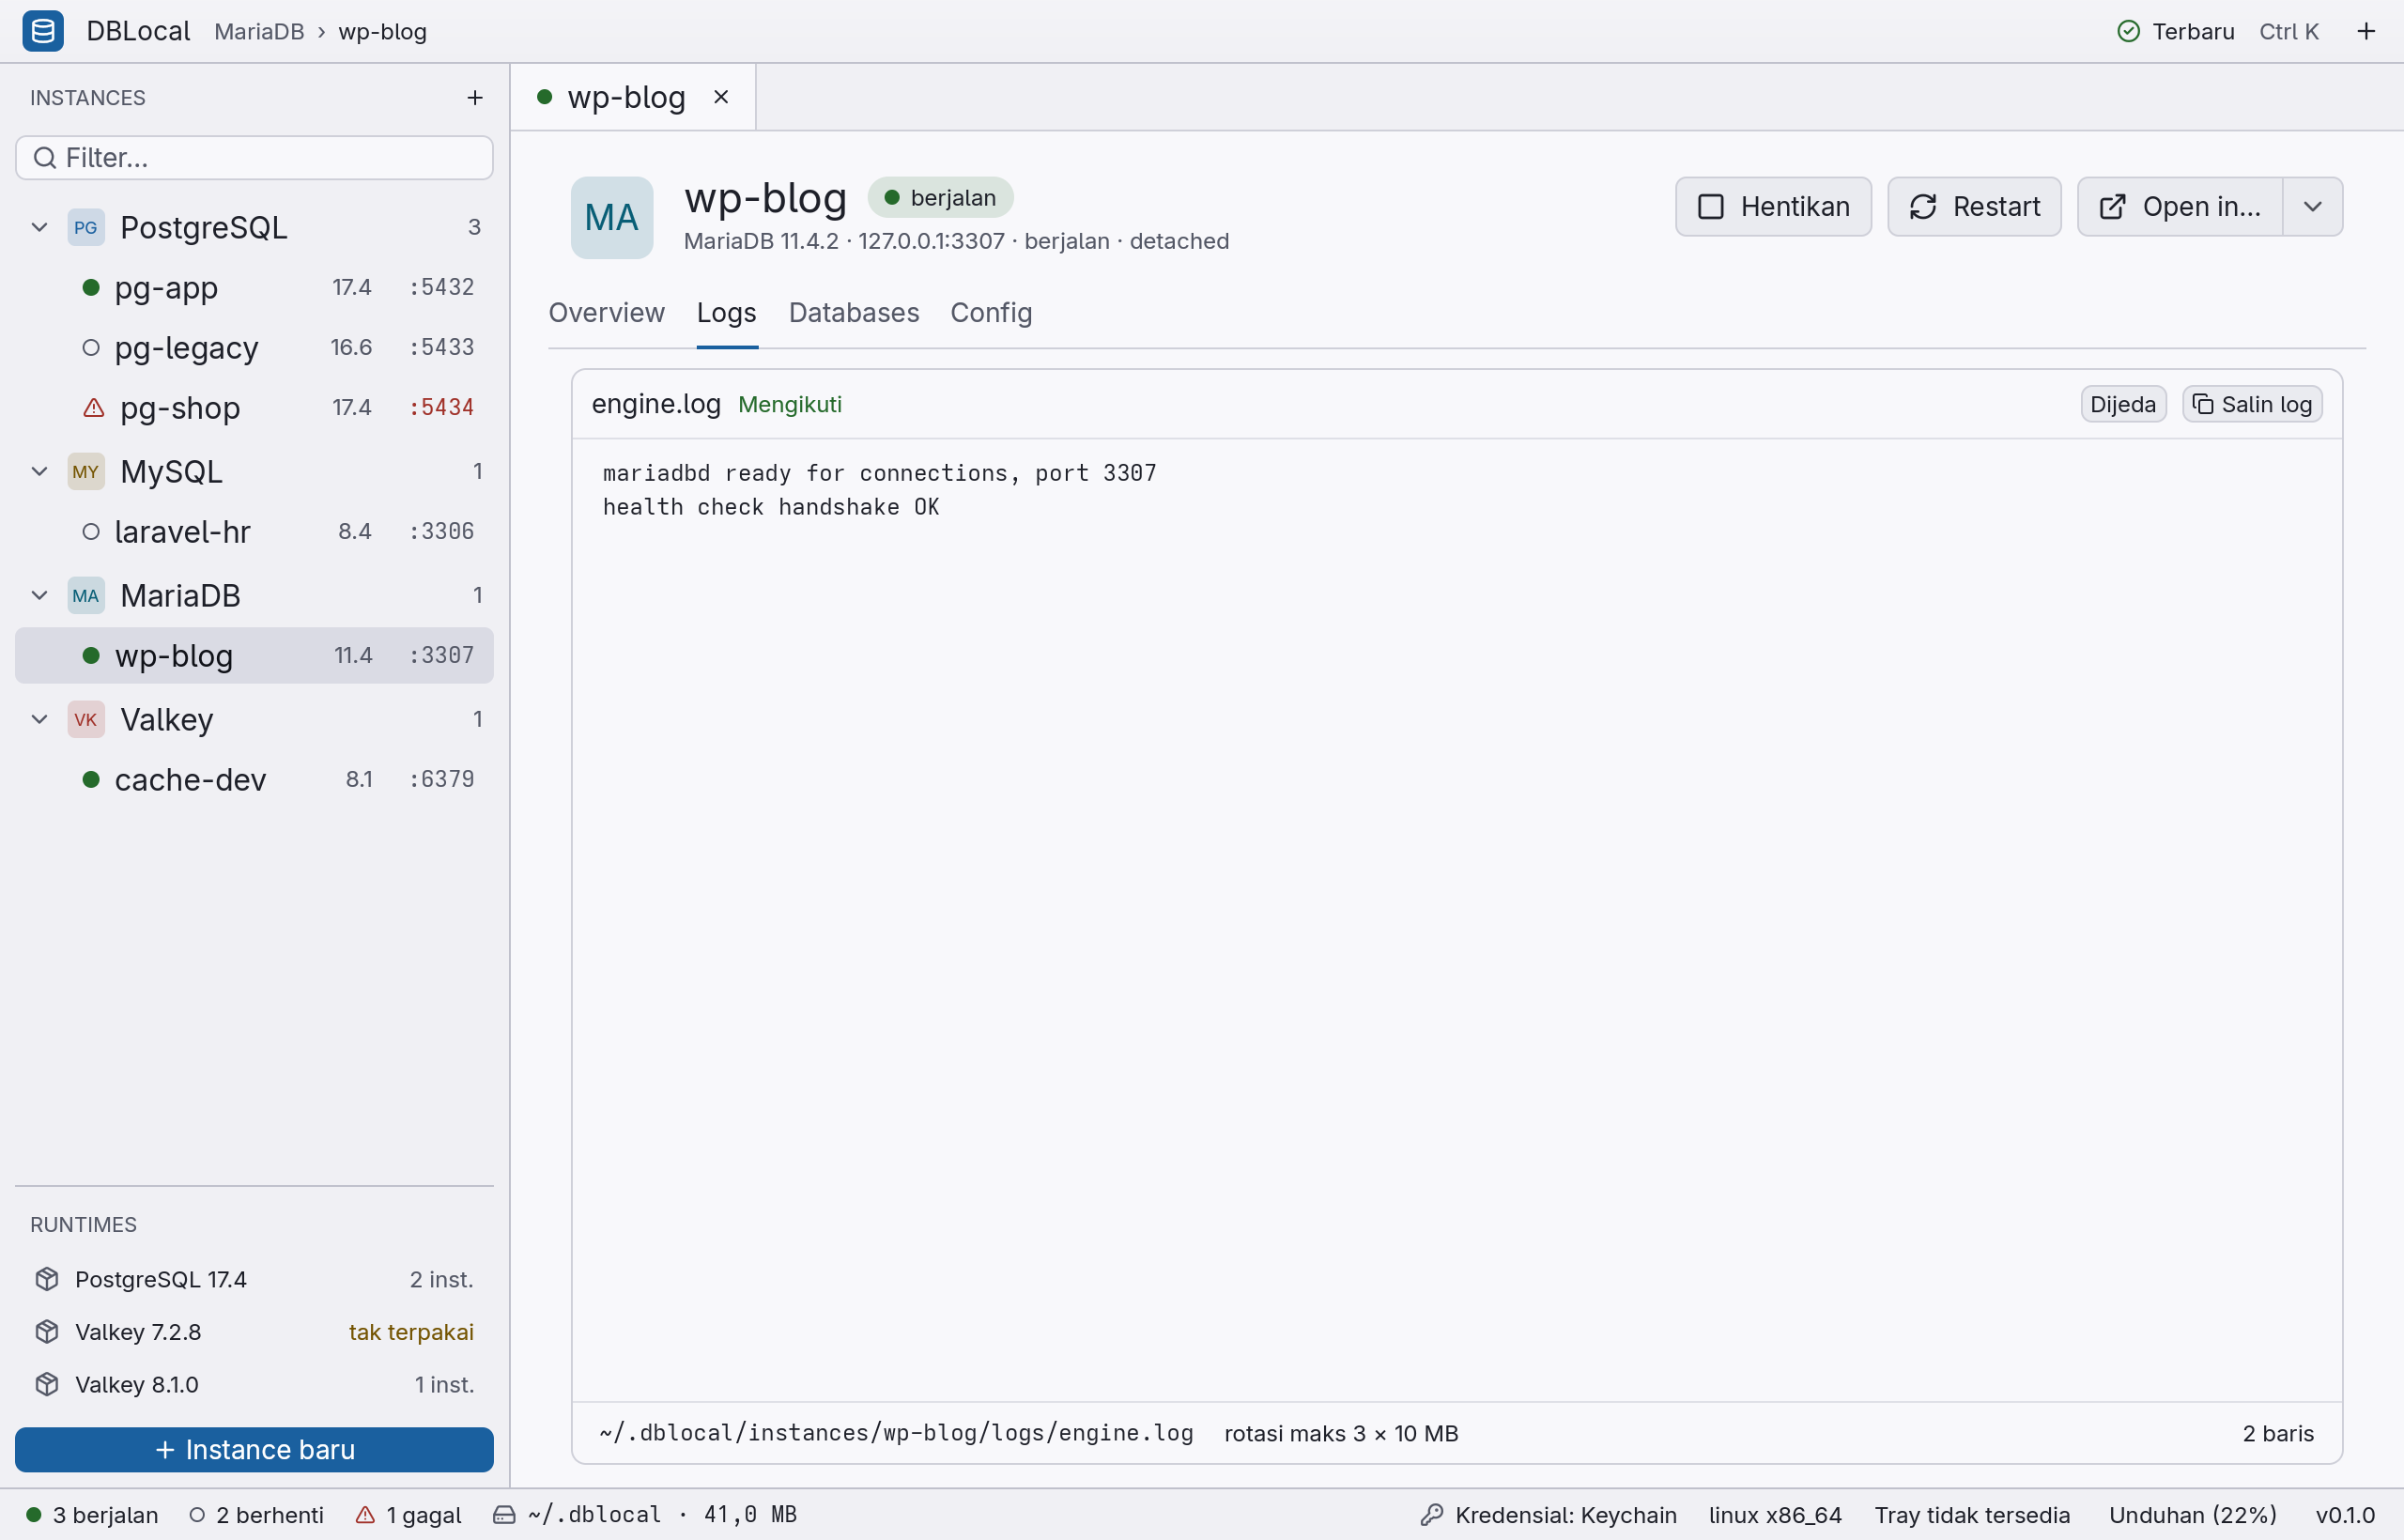 DBLocal MariaDB › wp-blog
Terbaru Ctrl K +
INSTANCES +
Filter...
PG PostgreSQL 3
pg-app 17.4 :5432
pg-legacy 16.6 :5433
pg-shop 17.4 :5434
MY MySQL 1
laravel-hr 8.4 :3306
MA MariaDB 1
wp-blog 11.4 :3307
VK Valkey 1
cache-dev 8.1 :6379
RUNTIMES
PostgreSQL 17.4 2 inst.
Valkey 7.2.8 tak terpakai
Valkey 8.1.0 1 inst.
+ Instance baru
wp-blog ×
MA
wp-blog berjalan
MariaDB 11.4.2 · 127.0.0.1:3307 · berjalan · detached
Hentikan Restart Open in...
Overview Logs Databases Config
engine.log Mengikuti
Dijeda Salin log
mariadbd ready for connections, port 3307
health check handshake OK
~/.dblocal/instances/wp-blog/logs/engine.log rotasi maks 3 × 10 MB 2 baris
3 berjalan 2 berhenti 1 gagal ~/.dblocal · 41,0 MB
Kredensial: Keychain linux x86_64 Tray tidak tersedia Unduhan (22%) v0.1.0